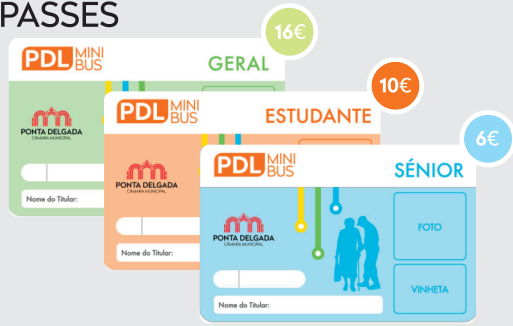 PASSES
16€
PDL MINI BUS
GERAL
PONTA DELGADA
CÂMARA MUNICIPAL
Nome do Titular:
10€
PDL MINI BUS
ESTUDANTE
PONTA DELGADA
CÂMARA MUNICIPAL
Nome do Titular:
6€
PDL MINI BUS
SÉNIOR
PONTA DELGADA
CÂMARA MUNICIPAL
FOTO
VINHETA
Nome do Titular: